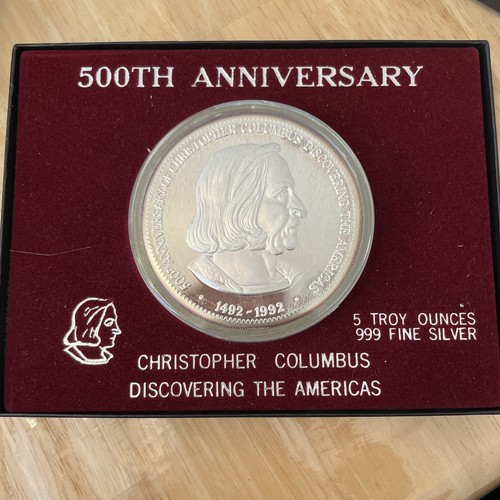 500TH ANNIVERSARY
500TH ANNIVERSARY OF CHRISTOPHER COLUMBUS DISCOVERING THE AMERICAS
1492-1992
5 TROY OUNCES
999 FINE SILVER
CHRISTOPHER COLUMBUS
DISCOVERING THE AMERICAS